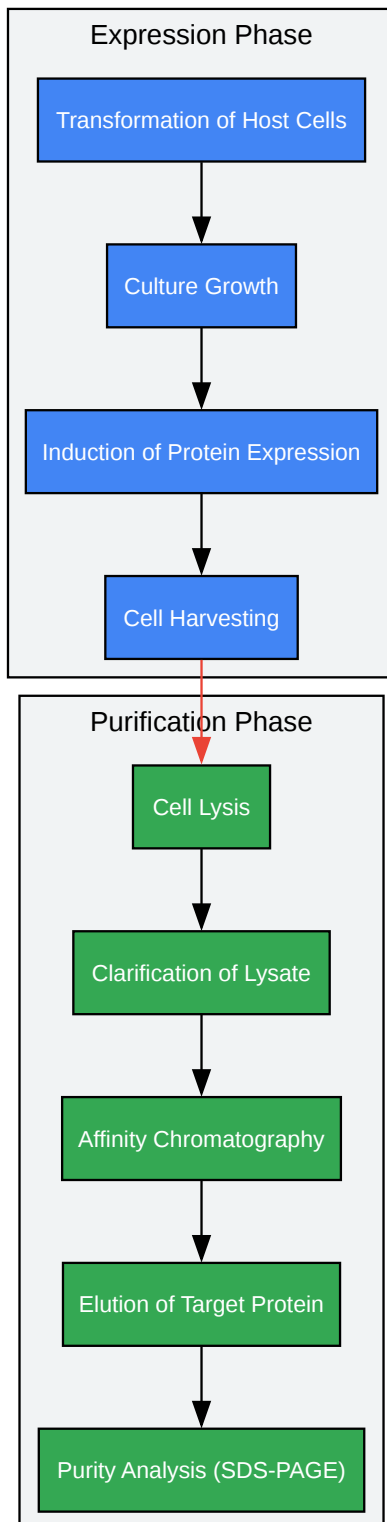 Expression Phase
Transformation of Host Cells
Culture Growth
Induction of Protein Expression
Cell Harvesting
Purification Phase
Cell Lysis
Clarification of Lysate
Affinity Chromatography
Elution of Target Protein
Purity Analysis (SDS-PAGE)